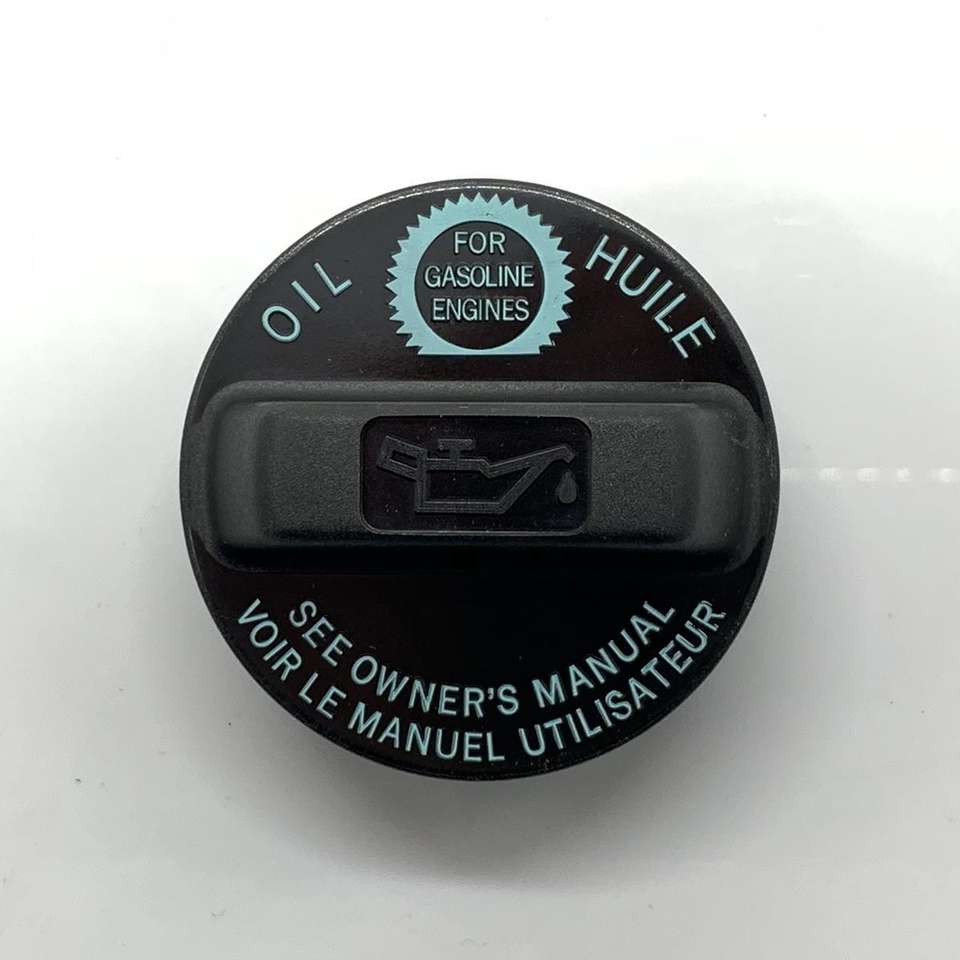 OIL
FOR
GASOLINE
ENGINES
HUILE
SEE OWNER'S MANUAL
VOIR LE MANUEL UTILISATEUR